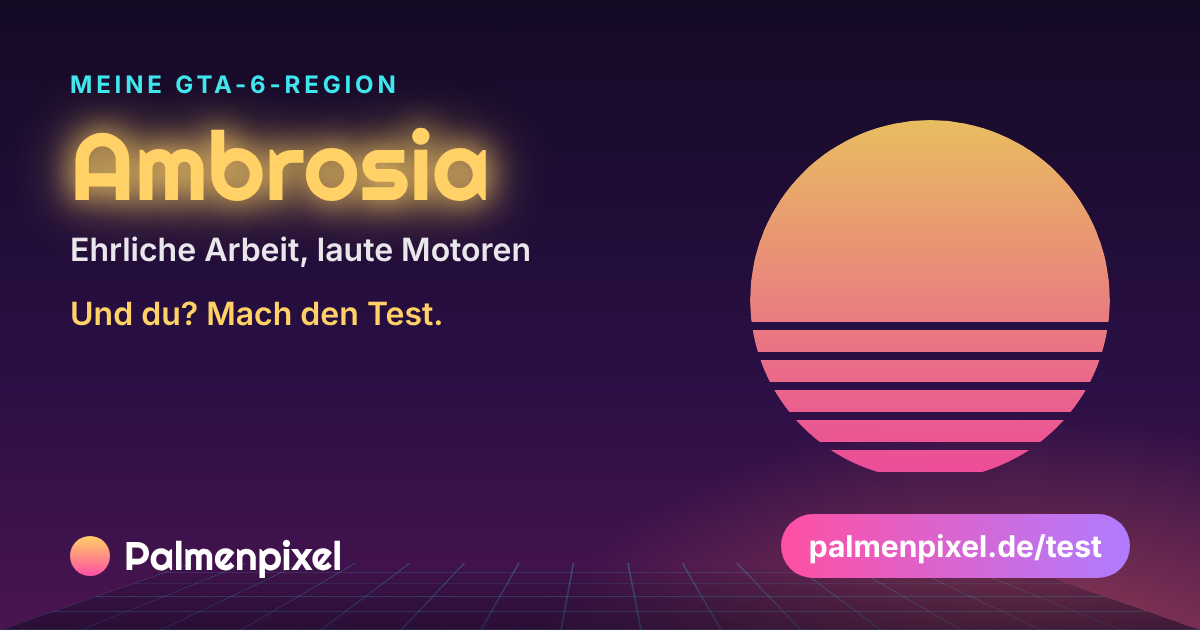 MEINE GTA-6-REGION
Ambrosia
Ehrliche Arbeit, laute Motoren
Und du? Mach den Test.
Palmenpixel
palmenpixel.de/test